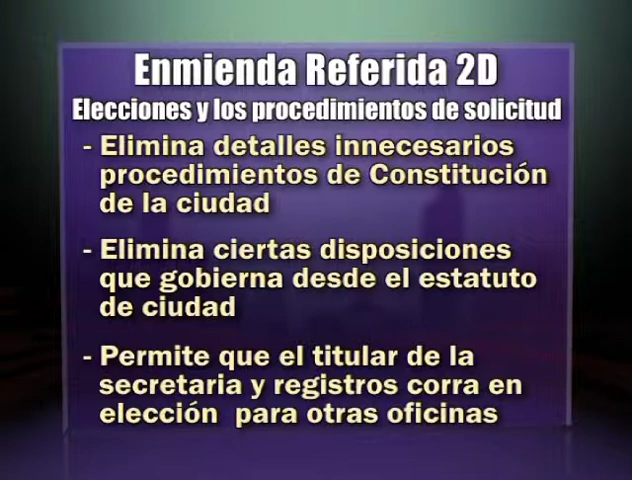 Enmienda Referida 2D
Elecciones y los procedimientos de solicitud
- Elimina detalles innecesarios
procedimientos de Constitución
de la ciudad
- Elimina ciertas disposiciones
que gobierna desde el estatuto
de ciudad
- Permite que el titular de la
secretaria y registros corra en
elección para otras oficinas